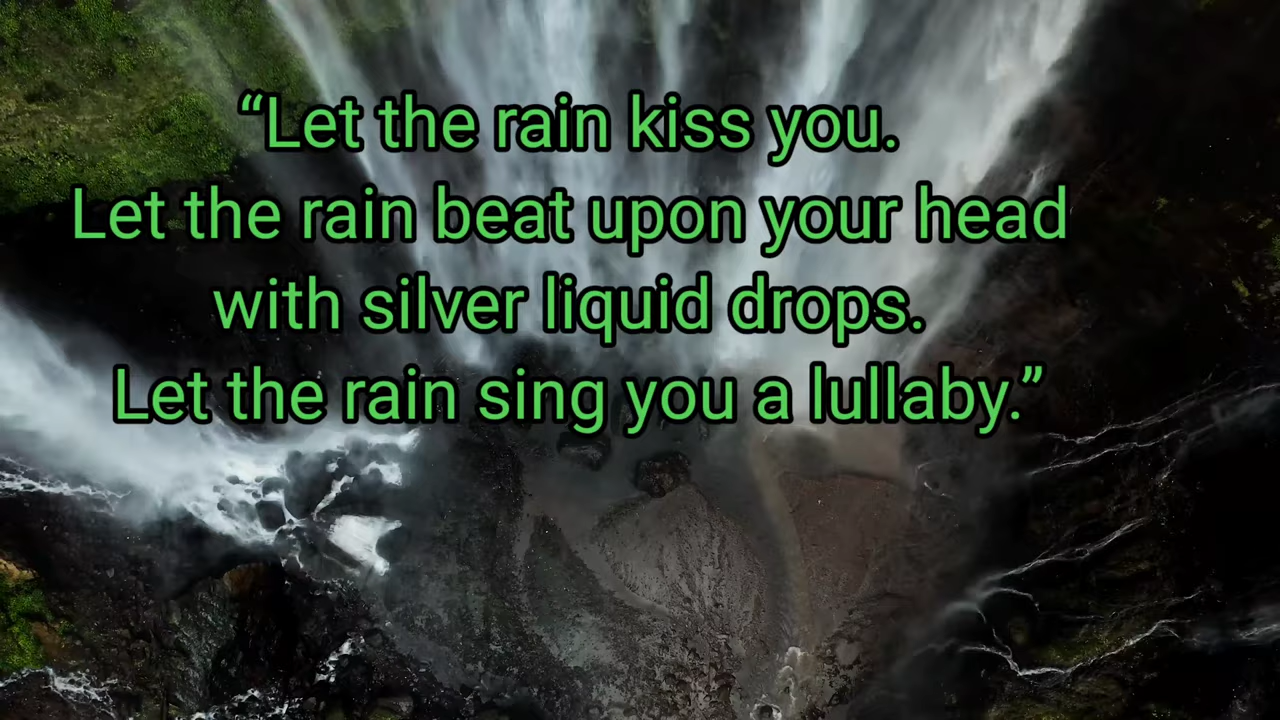 “Let the rain kiss you.
Let the rain beat upon your head
with silver liquid drops.
Let the rain sing you a lullaby.”